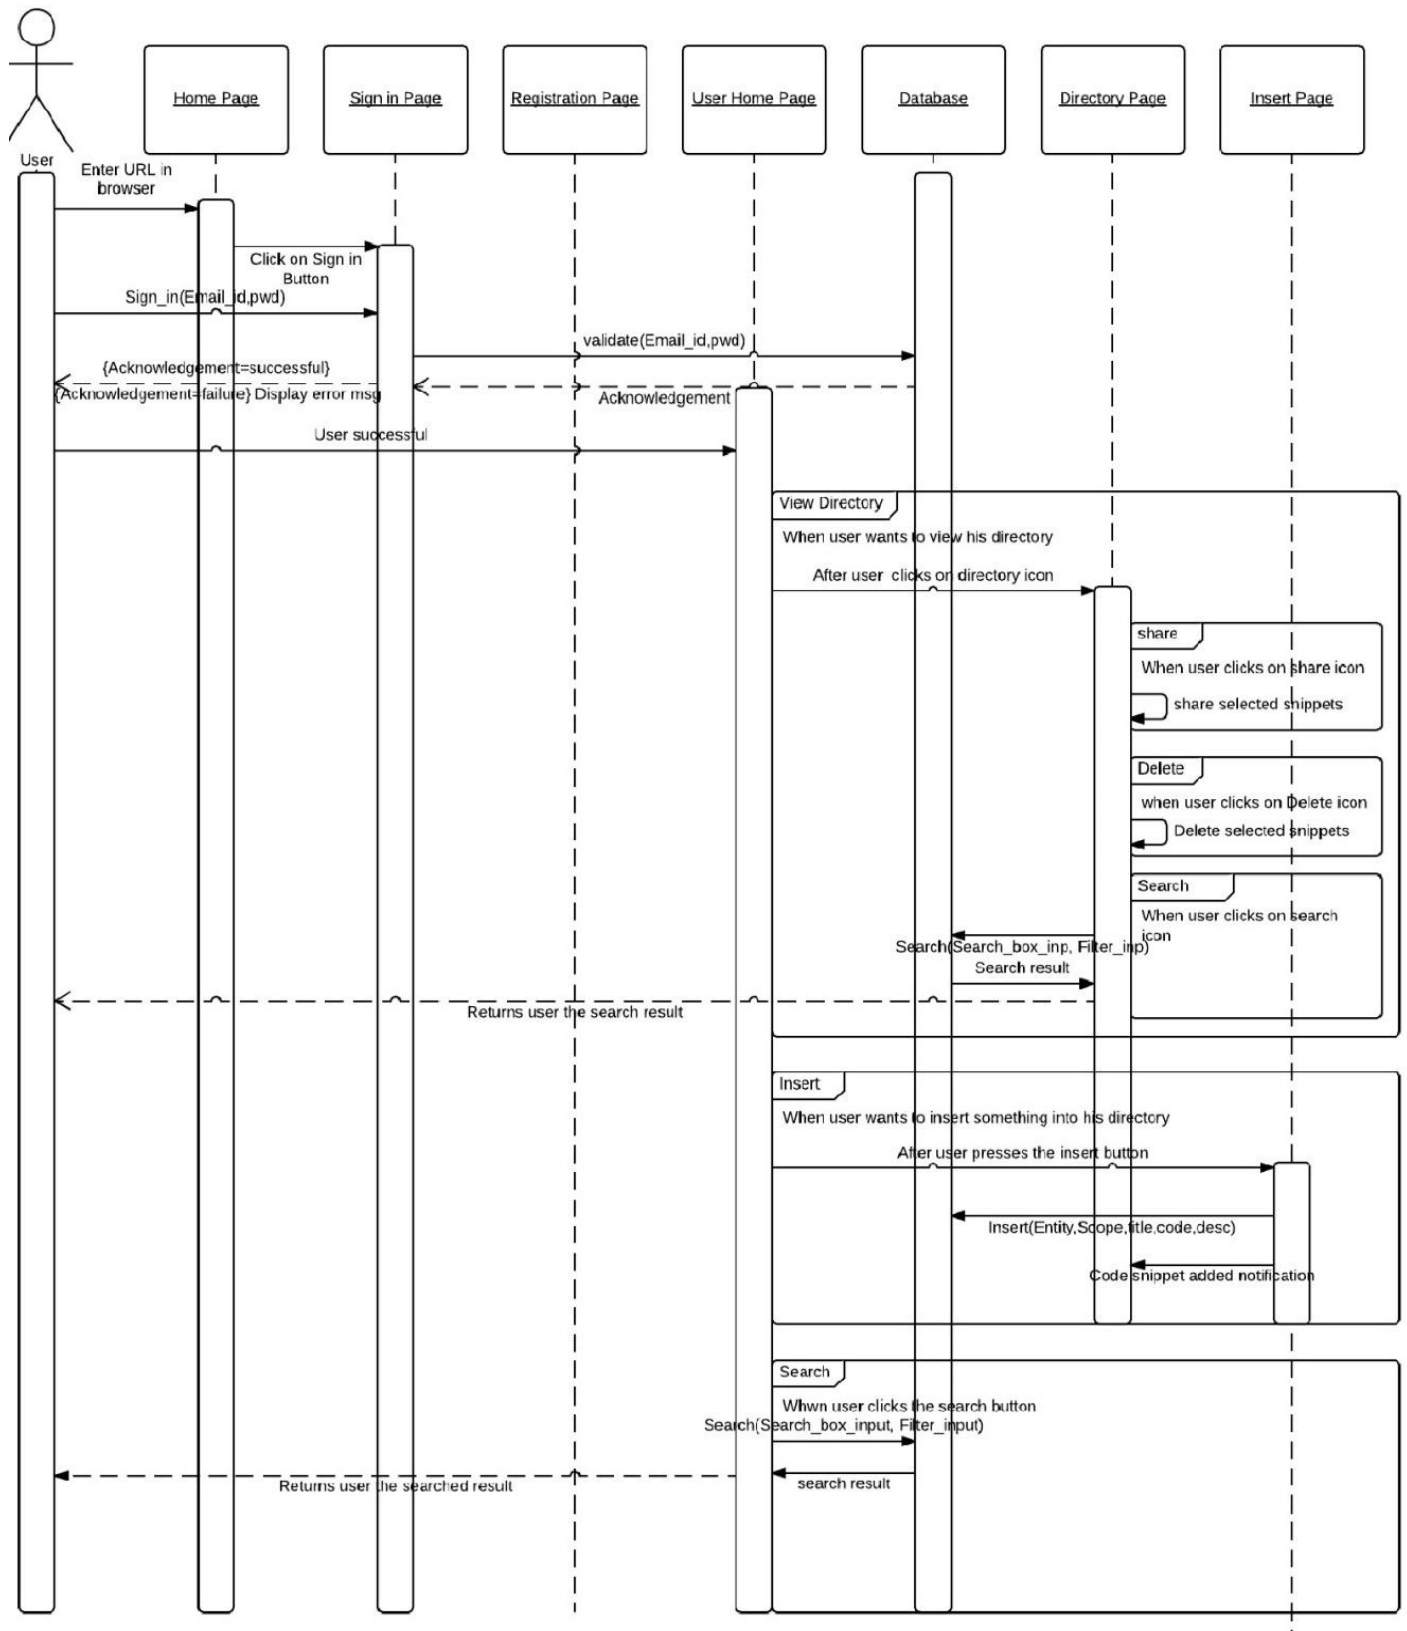 Home Page
Sign in Page
Registration Page
User Home Page
Database
Directory Page
Insert Page
User
Enter URL in
browser
Click on Sign in
Button
Sign_in(Email_id,pwd)
validate(Email_id,pwd)
{Acknowledgement=successful}
{Acknowledgement=failure} Display error msg
Acknowledgement
User successful
View Directory
When user wants to view his directory
After user clicks on directory icon
share
When user clicks on share icon
share selected snippets
Delete
when user clicks on Delete icon
Delete selected snippets
Search
When user clicks on search
icon
Search(Search_box_inp, Filter_inp)
Search result
Returns user the search result
Insert
When user wants to insert something into his directory
After user presses the insert button
Insert(Entity,Scope,title,code,desc)
Code snippet added notification
Search
Whwn user clicks the search button
Search(Search_box_input, Filter_input)
search result
Returns user the searched result